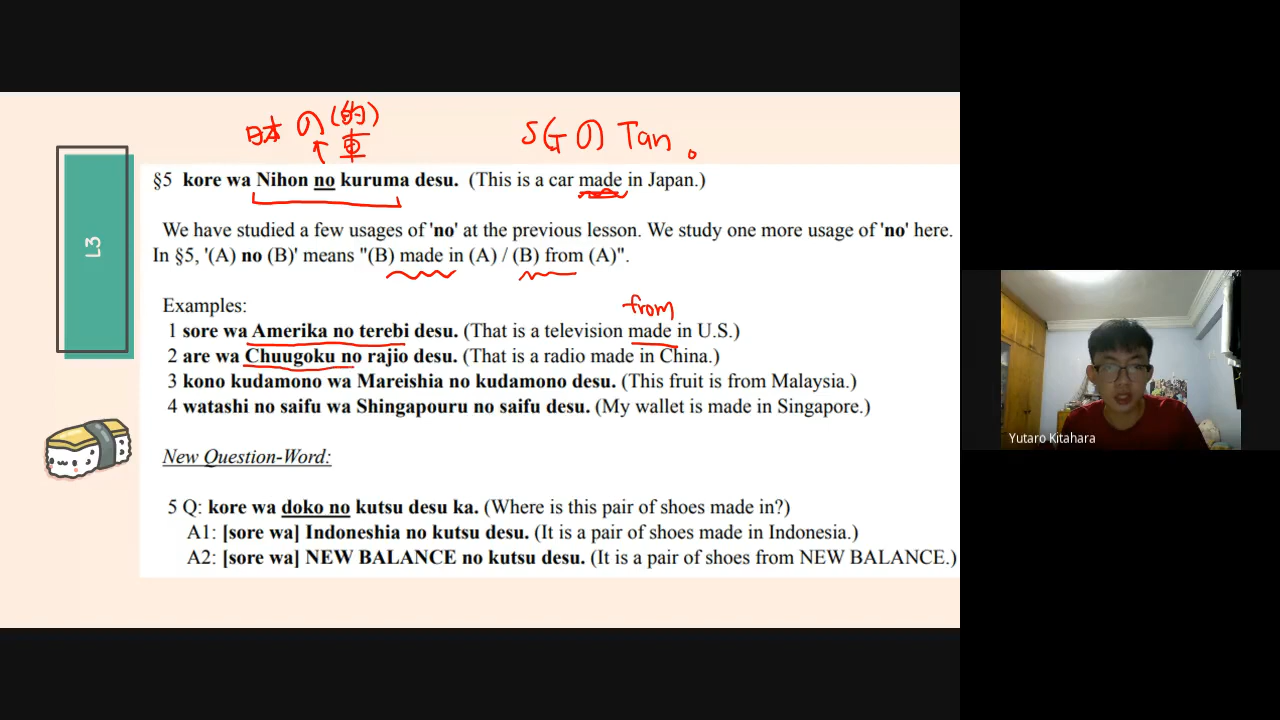 日本 の (的) 車
SG の Tan 。
L3
§5 kore wa Nihon no kuruma desu. (This is a car made in Japan.)
We have studied a few usages of 'no' at the previous lesson. We study one more usage of 'no' here.
In §5, '(A) no (B)' means "(B) made in (A) / (B) from (A)".
Examples:
from
1 sore wa Amerika no terebi desu. (That is a television made in U.S.)
2 are wa Chuugoku no rajio desu. (That is a radio made in China.)
3 kono kudamono wa Mareishia no kudamono desu. (This fruit is from Malaysia.)
4 watashi no saifu wa Shingapouru no saifu desu. (My wallet is made in Singapore.)
New Question-Word:
5 Q: kore wa doko no kutsu desu ka. (Where is this pair of shoes made in?)
A1: [sore wa] Indoneshia no kutsu desu. (It is a pair of shoes made in Indonesia.)
A2: [sore wa] NEW BALANCE no kutsu desu. (It is a pair of shoes from NEW BALANCE.)
Yutaro Kitahara